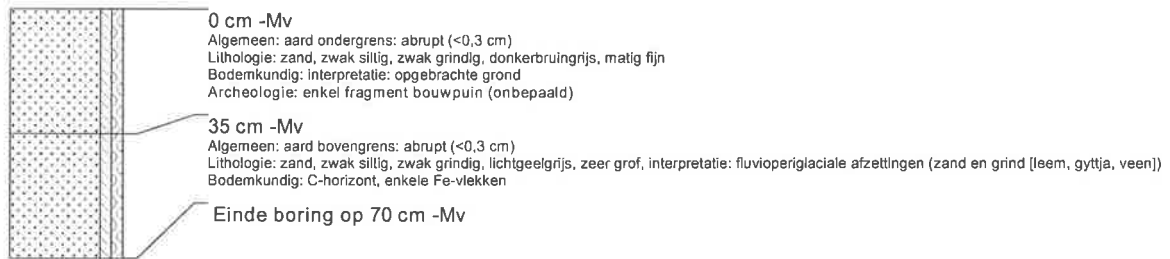 0 cm -Mv
Algemeen: aard ondergrens: abrupt (<0,3 cm)
Lithologie: zand, zwak siltig, zwak grindig, donkerbruingrijs, matig fijn
Bodemkundig: interpretatie: opgebrachte grond
Archeologie: enkel fragment bouwpuin (onbepaald)
35 cm -Mv
Algemeen: aard bovengrens: abrupt (<0,3 cm)
Lithologie: zand, zwak siltig, zwak grindig, lichtgeelgrijs, zeer grof, interpretatie: fluvioperiglaciale afzettingen (zand en grind [leem, gyttja, veen])
Bodemkundig: C-horizont, enkele Fe-vlekken
Einde boring op 70 cm -Mv